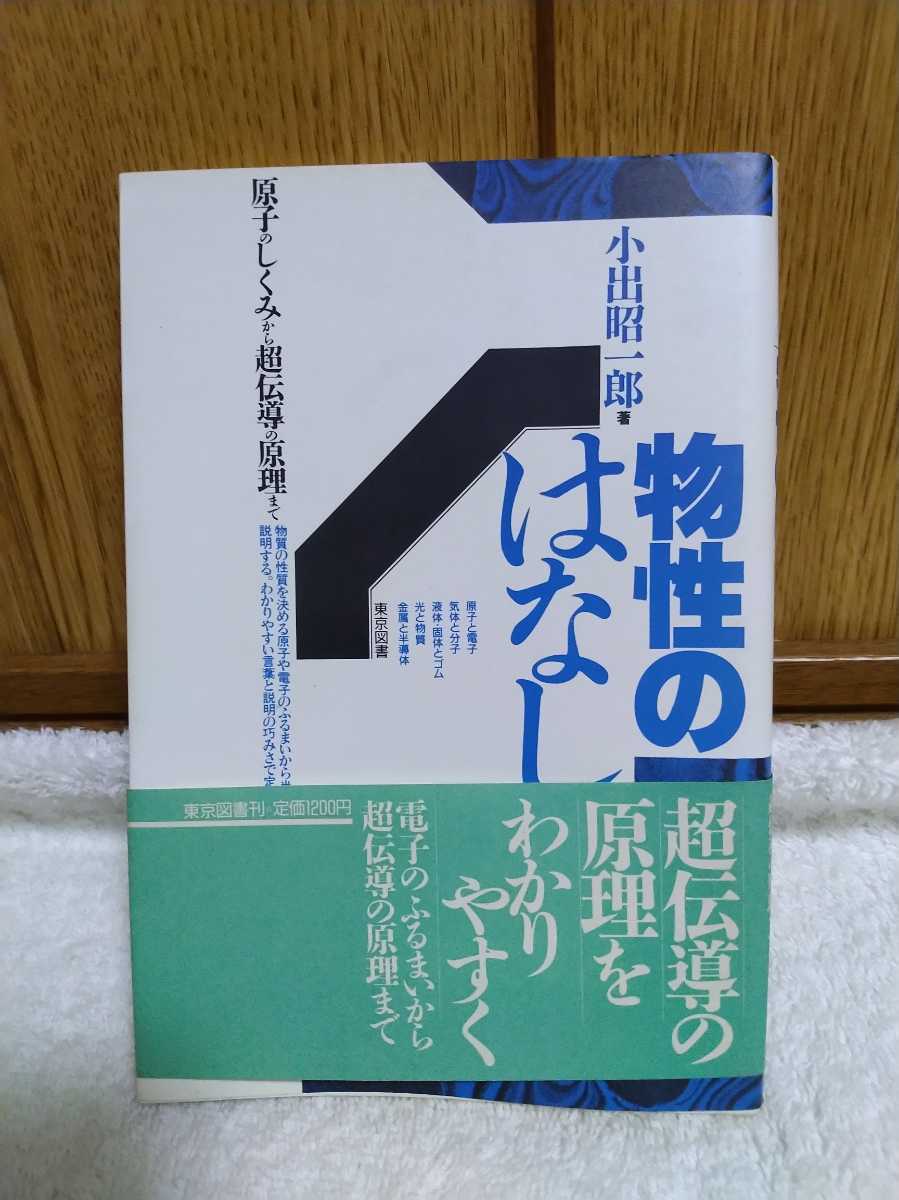 小出昭一郎 著
物性の
はなし
原子と電子
気体と分子
液体・固体とゴム
光と物質
金属と半導体
東京図書
原子のしくみから超伝導の原理まで
物質の性質を決める原子や電子のふるまいから
説明する。わかりやすい言葉と説明の巧みさで定
超伝導の
原理を
わかり
やすく
電子のふるまいから
超伝導の原理まで
東京図書刊・定価1200円